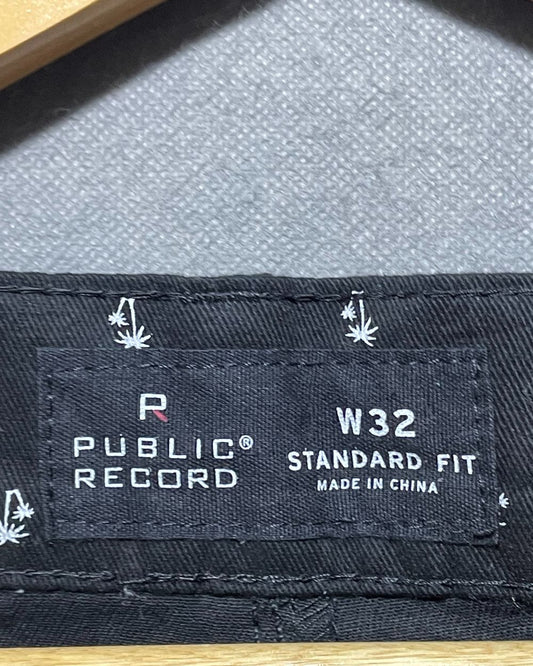 R
PUBLIC®
RECORD
W32
STANDARD FIT
MADE IN CHINA